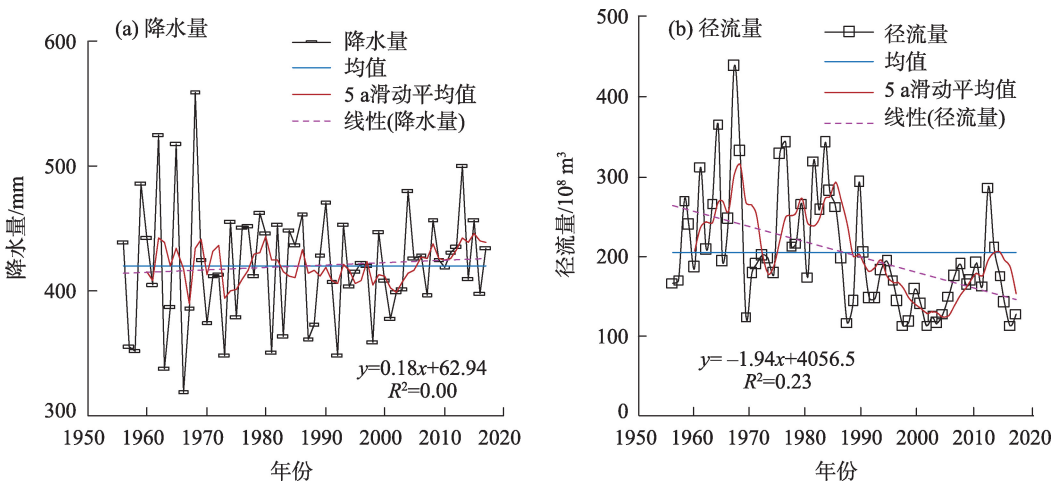 (a) 降水量
降水量
均值
5 a滑动平均值
线性(降水量)
降水量/mm
600
500
400
300
y=0.18x+62.94
R²=0.00
1950 1960 1970 1980 1990 2000 2010 2020
年份
(b) 径流量
径流量
均值
5 a滑动平均值
线性(径流量)
径流量/10⁸ m³
500
400
300
200
100
0
y= –1.94x+4056.5
R²=0.23
1950 1960 1970 1980 1990 2000 2010 2020
年份